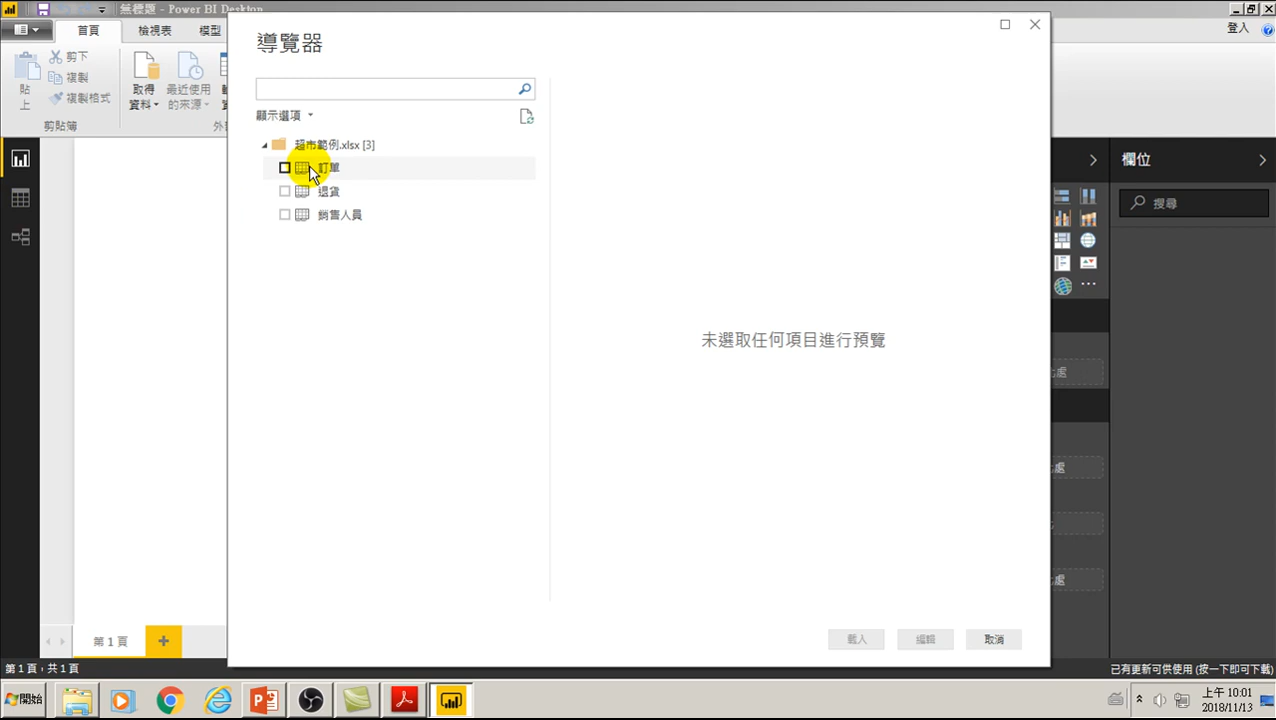 無標題 - Power BI Desktop
登入
首頁
檢視表
模型
貼上
剪下
複製
複製格式
剪貼簿
取得資料
最近使用的來源
導覽器
顯示選項
超市範例.xlsx [3]
訂單
退貨
銷售人員
未選取任何項目進行預覽
載入
編輯
取消
欄位
搜尋
第 1 頁
第 1 頁，共 1 頁
已有更新可供使用 (按一下即可下載)
開始
上午 10:01
2018/11/13